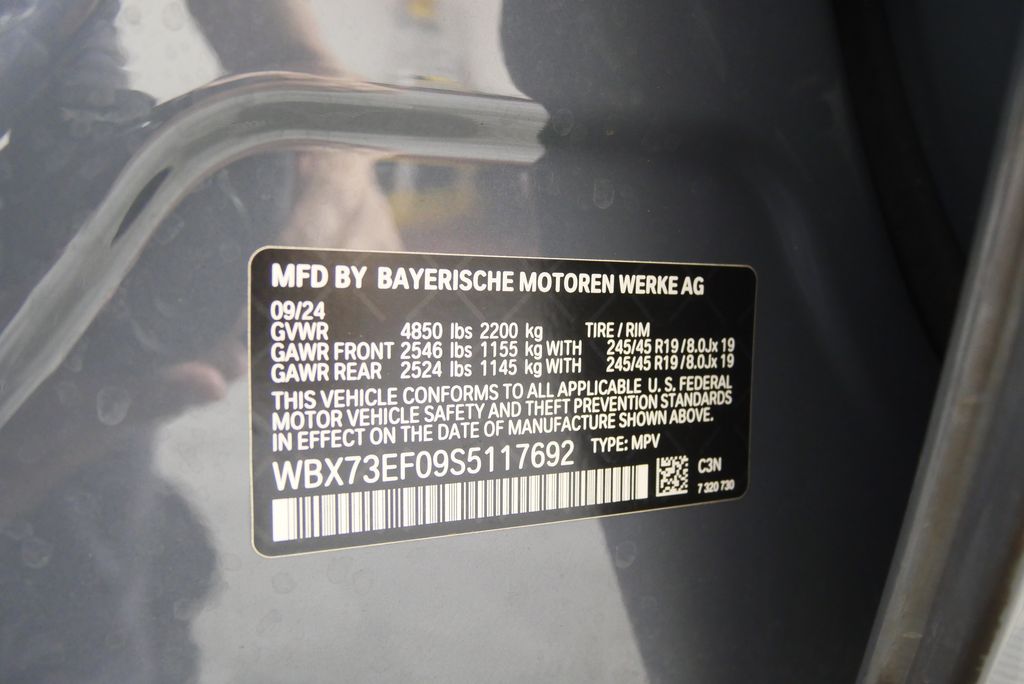 MFD BY BAYERISCHE MOTOREN WERKE AG
09/24
GVWR 4850 lbs 2200 kg TIRE / RIM
GAWR FRONT 2546 lbs 1155 kg WITH 245/45 R19 / 8.0Jx 19
GAWR REAR 2524 lbs 1145 kg WITH 245/45 R19 / 8.0Jx 19
THIS VEHICLE CONFORMS TO ALL APPLICABLE U. S. FEDERAL
MOTOR VEHICLE SAFETY AND THEFT PREVENTION STANDARDS
IN EFFECT ON THE DATE OF MANUFACTURE SHOWN ABOVE.
WBX73EF09S5117692 TYPE: MPV
C3N
7 320 730